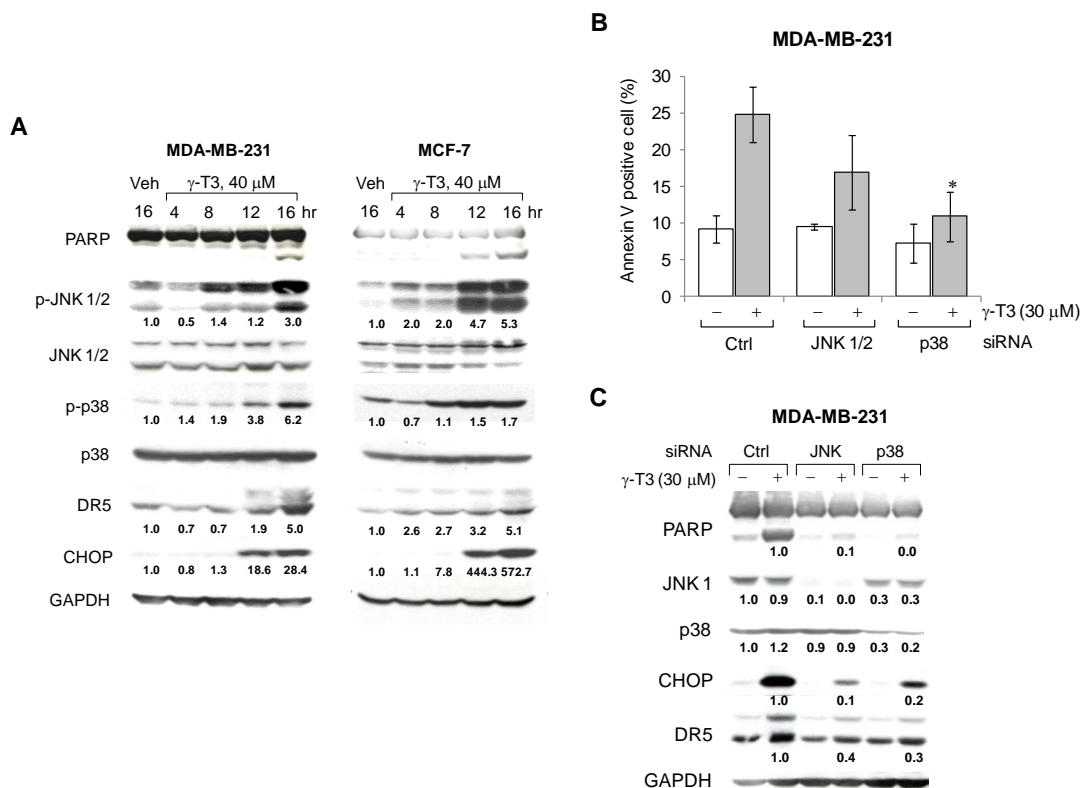 A
MDA-MB-231
MCF-7
Veh γ-T3, 40 μM
Veh γ-T3, 40 μM
16 4 8 12 16 hr
16 4 8 12 16 hr
PARP
p-JNK 1/2
1.0 0.5 1.4 1.2 3.0
1.0 2.0 2.0 4.7 5.3
JNK 1/2
p-p38
1.0 1.4 1.9 3.8 6.2
1.0 0.7 1.1 1.5 1.7
p38
DR5
1.0 0.7 0.7 1.9 5.0
1.0 2.6 2.7 3.2 5.1
CHOP
1.0 0.8 1.3 18.6 28.4
1.0 1.1 7.8 444.3 572.7
GAPDH
B
MDA-MB-231
Annexin V positive cell (%)
30
25
20
15
10
5
0
*
− + − + − + γ-T3 (30 μM)
Ctrl JNK 1/2 p38 siRNA
C
MDA-MB-231
siRNA Ctrl JNK p38
γ-T3 (30 μM) − + − + − +
PARP
1.0 0.1 0.0
JNK 1
1.0 0.9 0.1 0.0 0.3 0.3
p38
1.0 1.2 0.9 0.9 0.3 0.2
CHOP
1.0 0.1 0.2
DR5
1.0 0.4 0.3
GAPDH